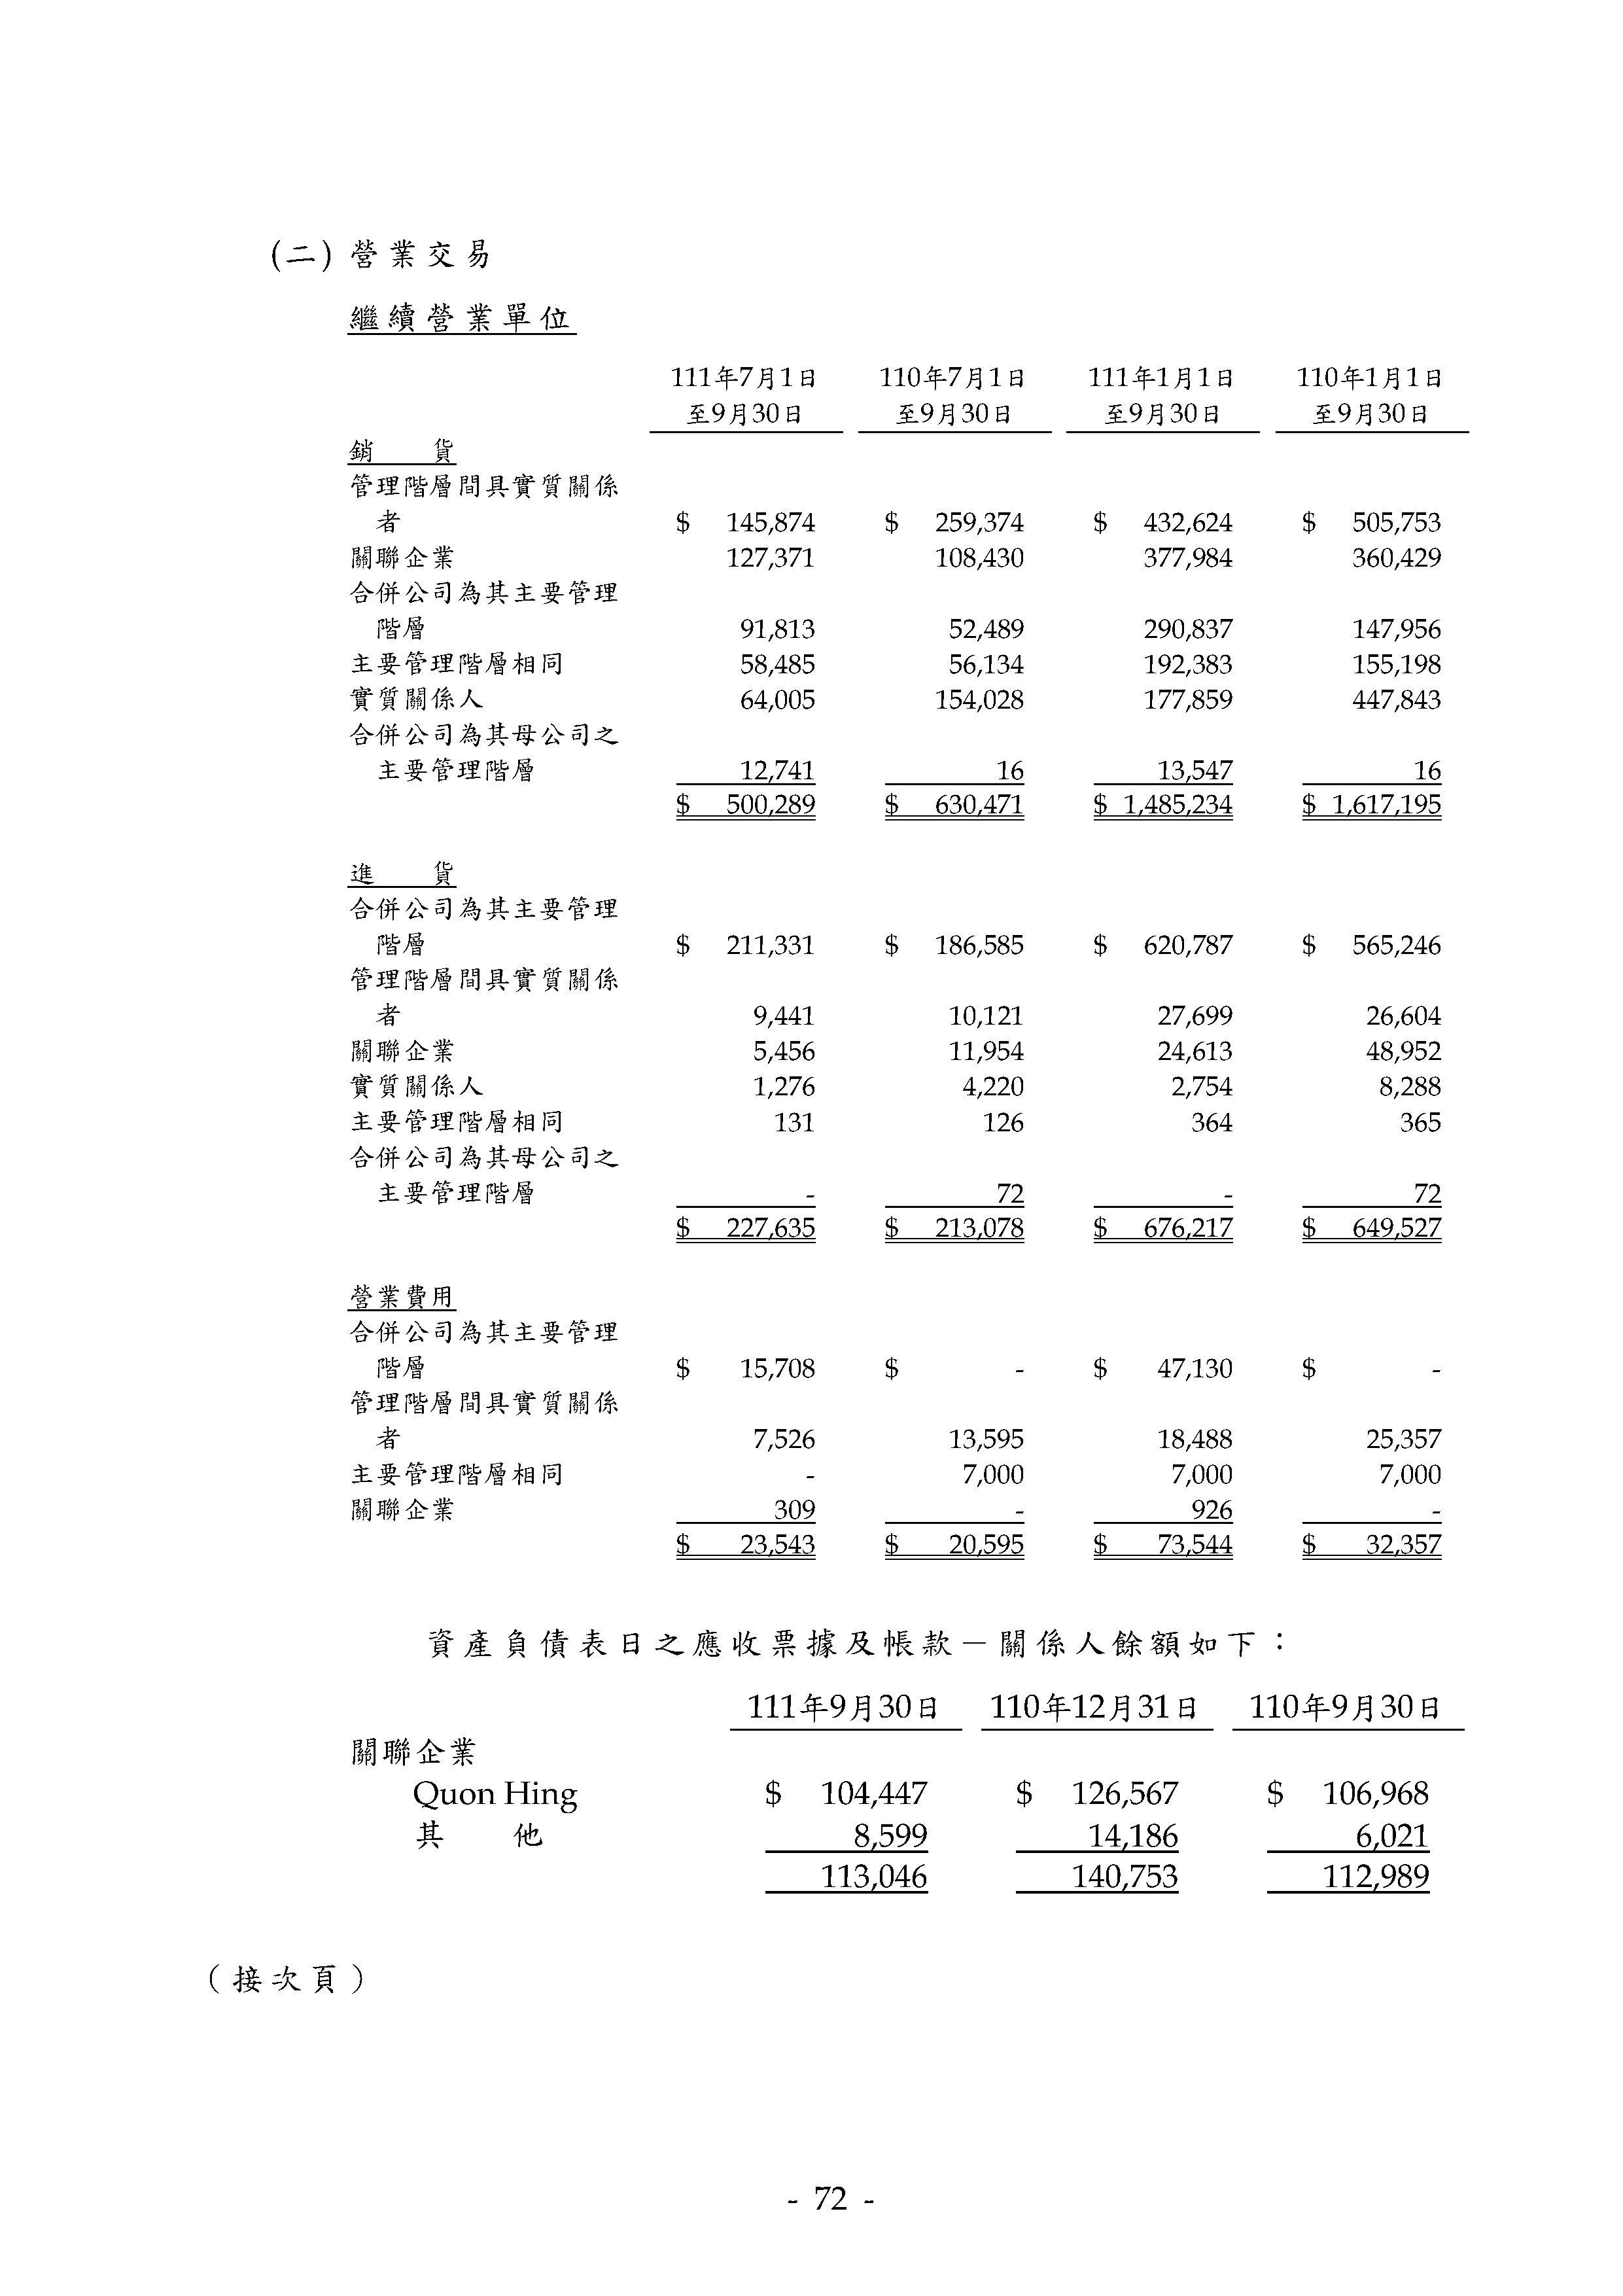 (二) 營業交易
繼續營業單位
111年7月1日 110年7月1日 111年1月1日 110年1月1日
至9月30日 至9月30日 至9月30日 至9月30日
銷 貨
管理階層間具實質關係
者 $ 145,874 $ 259,374 $ 432,624 $ 505,753
關聯企業 127,371 108,430 377,984 360,429
合併公司為其主要管理
階層 91,813 52,489 290,837 147,956
主要管理階層相同 58,485 56,134 192,383 155,198
實質關係人 64,005 154,028 177,859 447,843
合併公司為其母公司之
主要管理階層 12,741 16 13,547 16
$ 500,289 $ 630,471 $ 1,485,234 $ 1,617,195
進 貨
合併公司為其主要管理
階層 $ 211,331 $ 186,585 $ 620,787 $ 565,246
管理階層間具實質關係
者 9,441 10,121 27,699 26,604
關聯企業 5,456 11,954 24,613 48,952
實質關係人 1,276 4,220 2,754 8,288
主要管理階層相同 131 126 364 365
合併公司為其母公司之
主要管理階層 - 72 - 72
$ 227,635 $ 213,078 $ 676,217 $ 649,527
營業費用
合併公司為其主要管理
階層 $ 15,708 $ - $ 47,130 $ -
管理階層間具實質關係
者 7,526 13,595 18,488 25,357
主要管理階層相同 - 7,000 7,000 7,000
關聯企業 309 - 926 -
$ 23,543 $ 20,595 $ 73,544 $ 32,357
資產負債表日之應收票據及帳款－關係人餘額如下：
111年9月30日 110年12月31日 110年9月30日
關聯企業
Quon Hing $ 104,447 $ 126,567 $ 106,968
其 他 8,599 14,186 6,021
113,046 140,753 112,989
（接次頁）
- 72 -